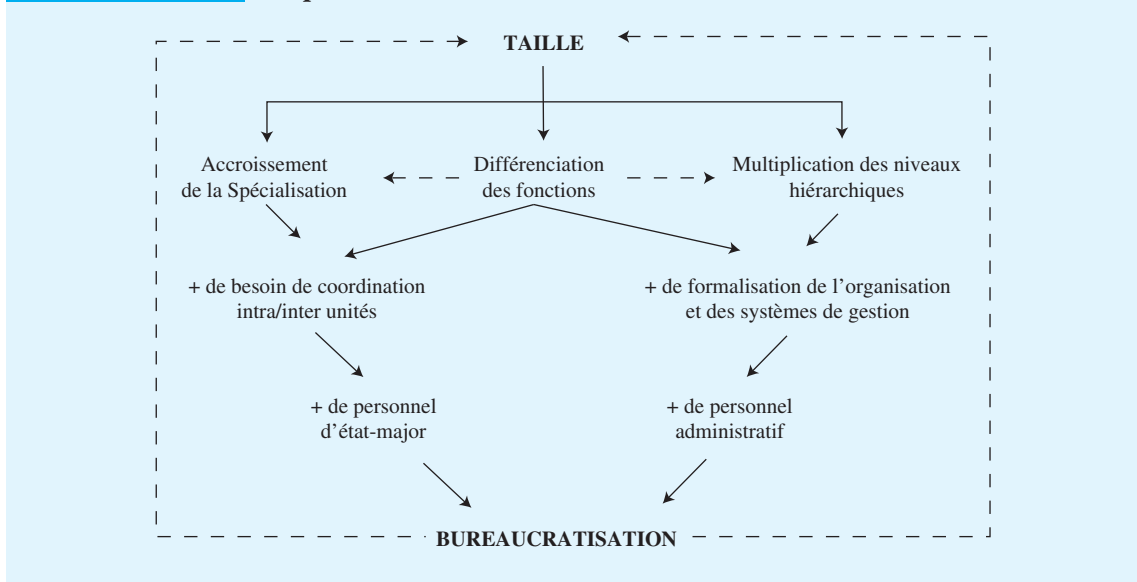 TAILLE
Accroissement
de la Spécialisation
Différenciation
des fonctions
Multiplication des niveaux
hiérarchiques
+ de besoin de coordination
intra/inter unités
+ de formalisation de l’organisation
et des systèmes de gestion
+ de personnel
d’état-major
+ de personnel
administratif
BUREAUCRATISATION